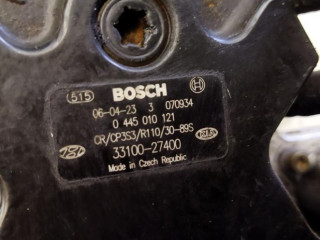 515 BOSCH
06-04-23 3 070934
0 445 010 121
CR/CP3S3/R110/30-89S
33100-27400
Made in Czech Republic